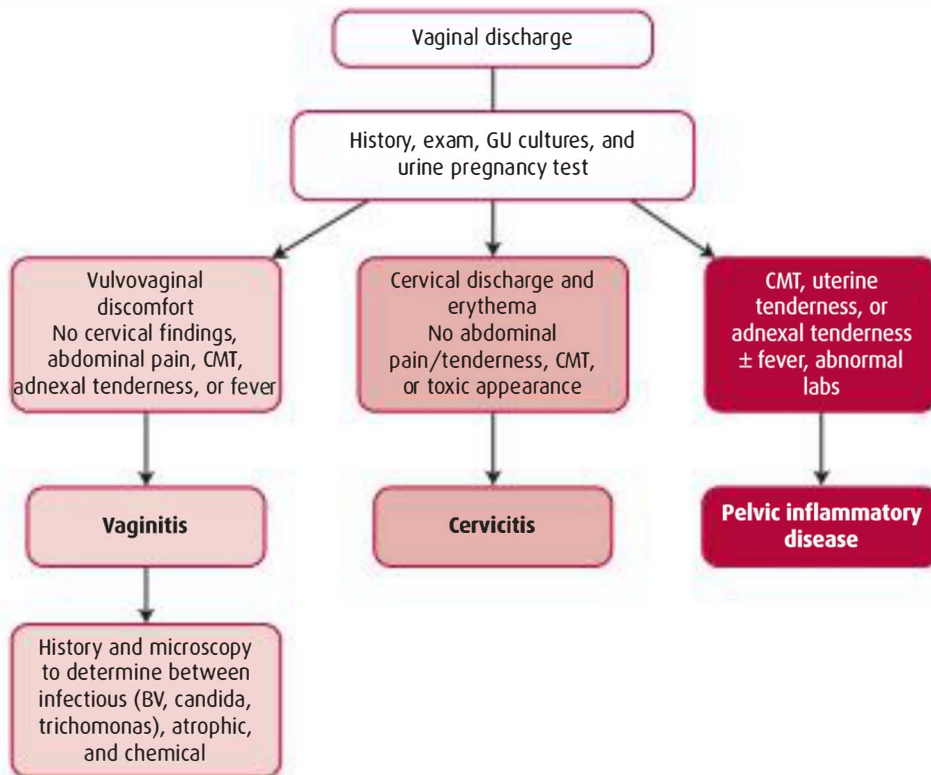 Vaginal discharge
History, exam, GU cultures, and
urine pregnancy test
Vulvovaginal
discomfort
No cervical findings,
abdominal pain, CMT,
adnexal tenderness, or fever
Cervical discharge and
erythema
No abdominal
pain/tenderness, CMT,
or toxic appearance
CMT, uterine
tenderness, or
adnexal tenderness
± fever, abnormal
labs
Vaginitis
Cervicitis
Pelvic inflammatory
disease
History and microscopy
to determine between
infectious (BV, candida,
trichomonas), atrophic,
and chemical